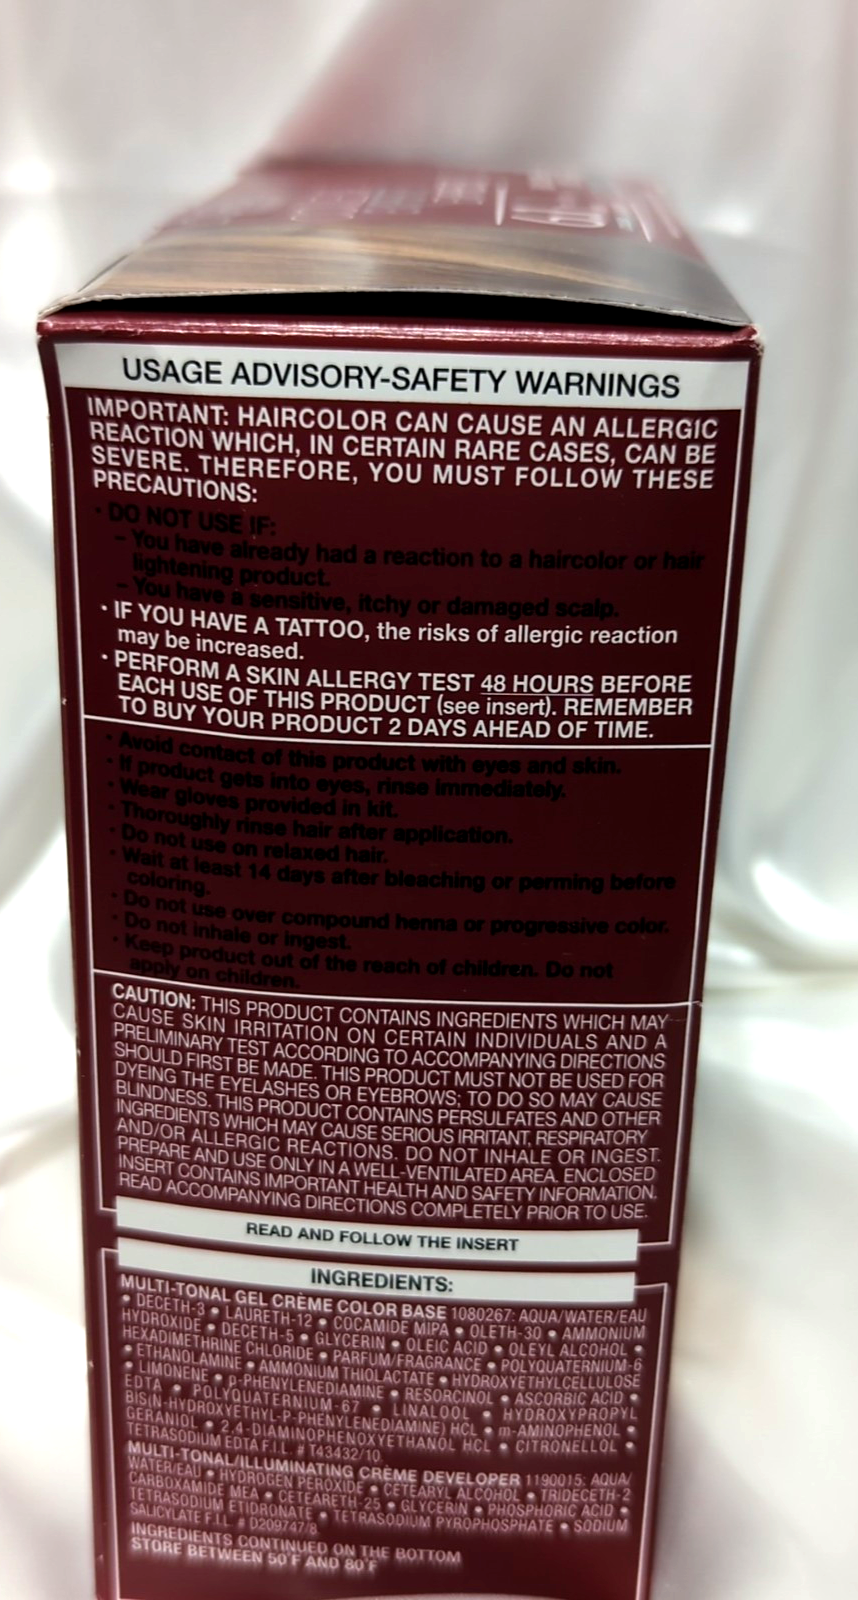 USAGE ADVISORY-SAFETY WARNINGS
IMPORTANT: HAIRCOLOR CAN CAUSE AN ALLERGIC
REACTION WHICH, IN CERTAIN RARE CASES, CAN BE
SEVERE. THEREFORE, YOU MUST FOLLOW THESE
PRECAUTIONS:
• DO NOT USE IF:
– You have already had a reaction to a haircolor or hair
lightening product.
– You have a sensitive, itchy or damaged scalp.
• IF YOU HAVE A TATTOO, the risks of allergic reaction
may be increased.
• PERFORM A SKIN ALLERGY TEST 48 HOURS BEFORE
EACH USE OF THIS PRODUCT (see insert). REMEMBER
TO BUY YOUR PRODUCT 2 DAYS AHEAD OF TIME.
• Avoid contact of this product with eyes and skin.
• If product gets into eyes, rinse immediately.
• Wear gloves provided in kit.
• Thoroughly rinse hair after application.
• Do not use on relaxed hair.
• Wait at least 14 days after bleaching or perming before
coloring.
• Do not use over compound henna or progressive color.
• Do not inhale or ingest.
• Keep product out of the reach of children. Do not
apply on children.
CAUTION: THIS PRODUCT CONTAINS INGREDIENTS WHICH MAY
CAUSE SKIN IRRITATION ON CERTAIN INDIVIDUALS AND A
PRELIMINARY TEST ACCORDING TO ACCOMPANYING DIRECTIONS
SHOULD FIRST BE MADE. THIS PRODUCT MUST NOT BE USED FOR
DYEING THE EYELASHES OR EYEBROWS; TO DO SO MAY CAUSE
BLINDNESS. THIS PRODUCT CONTAINS PERSULFATES AND OTHER
INGREDIENTS WHICH MAY CAUSE SERIOUS IRRITANT, RESPIRATORY
AND/OR ALLERGIC REACTIONS. DO NOT INHALE OR INGEST.
PREPARE AND USE ONLY IN A WELL-VENTILATED AREA. ENCLOSED
INSERT CONTAINS IMPORTANT HEALTH AND SAFETY INFORMATION.
READ ACCOMPANYING DIRECTIONS COMPLETELY PRIOR TO USE.
READ AND FOLLOW THE INSERT
INGREDIENTS:
MULTI-TONAL GEL CRÈME COLOR BASE 1080267: AQUA/WATER/EAU
• DECETH-3 • LAURETH-12 • COCAMIDE MIPA • OLETH-30 • AMMONIUM
HYDROXIDE • DECETH-5 • GLYCERIN • OLEIC ACID • OLEYL ALCOHOL •
HEXADIMETHRINE CHLORIDE • PARFUM/FRAGRANCE • POLYQUATERNIUM-6
• ETHANOLAMINE • AMMONIUM THIOLACTATE • HYDROXYETHYLCELLULOSE
• LIMONENE • p-PHENYLENEDIAMINE • RESORCINOL • ASCORBIC ACID •
EDTA • POLYQUATERNIUM-67 • LINALOOL • HYDROXYPROPYL
BIS(N-HYDROXYETHYL-P-PHENYLENEDIAMINE) HCL • m-AMINOPHENOL •
GERANIOL • 2,4-DIAMINOPHENOXYETHANOL HCL • CITRONELLOL •
TETRASODIUM EDTA F.I.L. # T43432/10
MULTI-TONAL/ILLUMINATING CRÈME DEVELOPER 1190015: AQUA/
WATER/EAU • HYDROGEN PEROXIDE • CETEARYL ALCOHOL • TRIDECETH-2
CARBOXAMIDE MEA • CETEARETH-25 • GLYCERIN • PHOSPHORIC ACID •
TETRASODIUM ETIDRONATE • TETRASODIUM PYROPHOSPHATE • SODIUM
SALICYLATE F.I.L. # D209747/8
INGREDIENTS CONTINUED ON THE BOTTOM
STORE BETWEEN 50°F AND 80°F